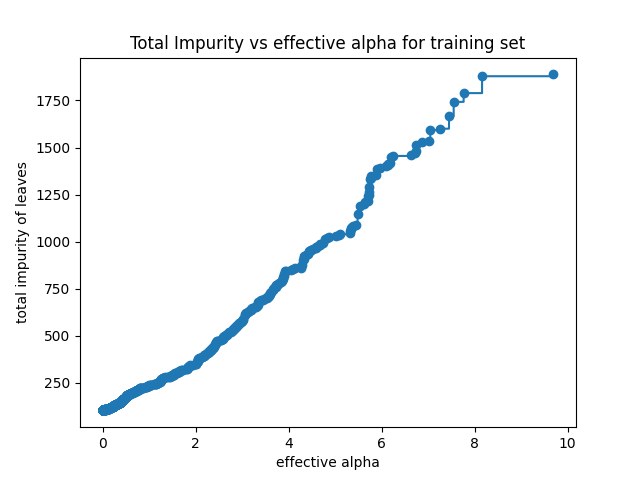 Total Impurity vs effective alpha for training set
total impurity of leaves
1750
1500
1250
1000
750
500
250
0 2 4 6 8 10
effective alpha